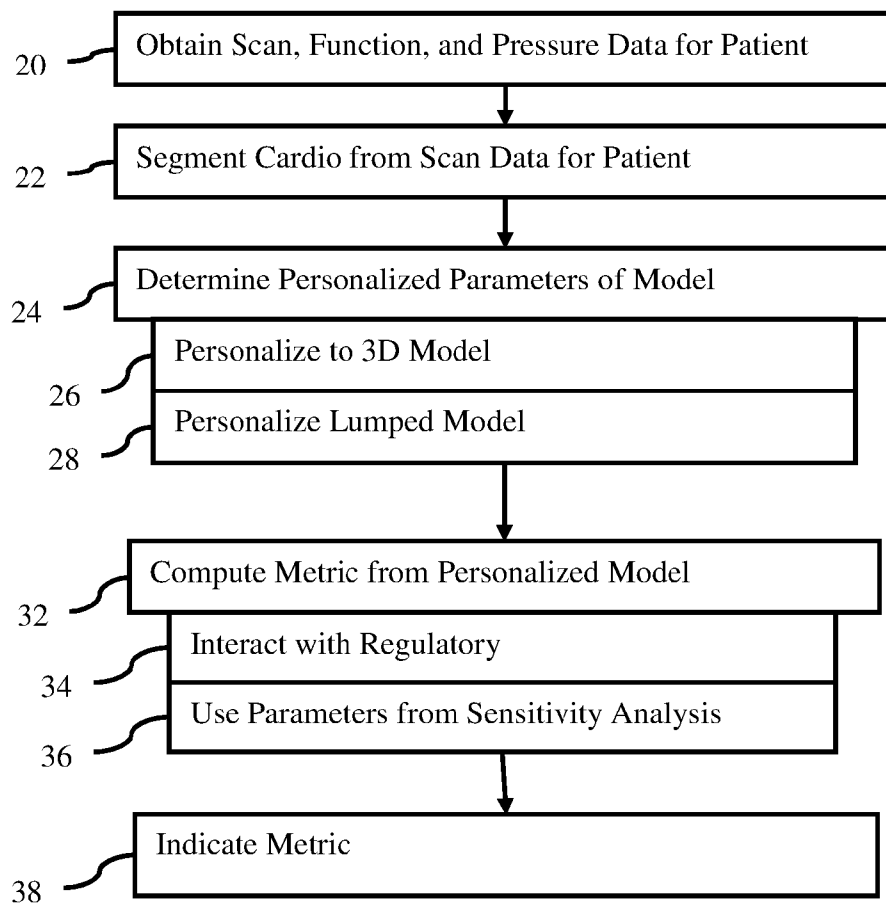 20 Obtain Scan, Function, and Pressure Data for Patient
22 Segment Cardio from Scan Data for Patient
24 Determine Personalized Parameters of Model
26 Personalize to 3D Model
28 Personalize Lumped Model
32 Compute Metric from Personalized Model
34 Interact with Regulatory
36 Use Parameters from Sensitivity Analysis
38 Indicate Metric